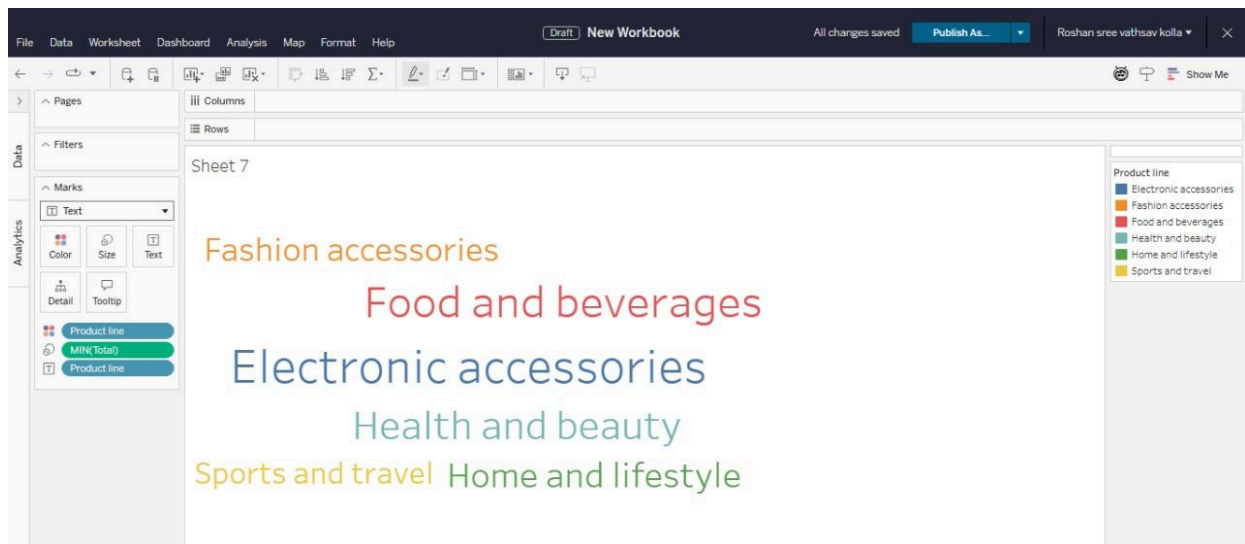 Draft New Workbook
All changes saved
Publish As...
Roshan sree vathsav kolla
File Data Worksheet Dashboard Analysis Map Format Help
Show Me
Data
Analytics
Pages
Filters
Marks
Text
Color Size Text
Detail Tooltip
Product line
MIN(Total)
Product line
Columns
Rows
Sheet 7
Fashion accessories
Food and beverages
Electronic accessories
Health and beauty
Sports and travel Home and lifestyle
Product line
Electronic accessories
Fashion accessories
Food and beverages
Health and beauty
Home and lifestyle
Sports and travel